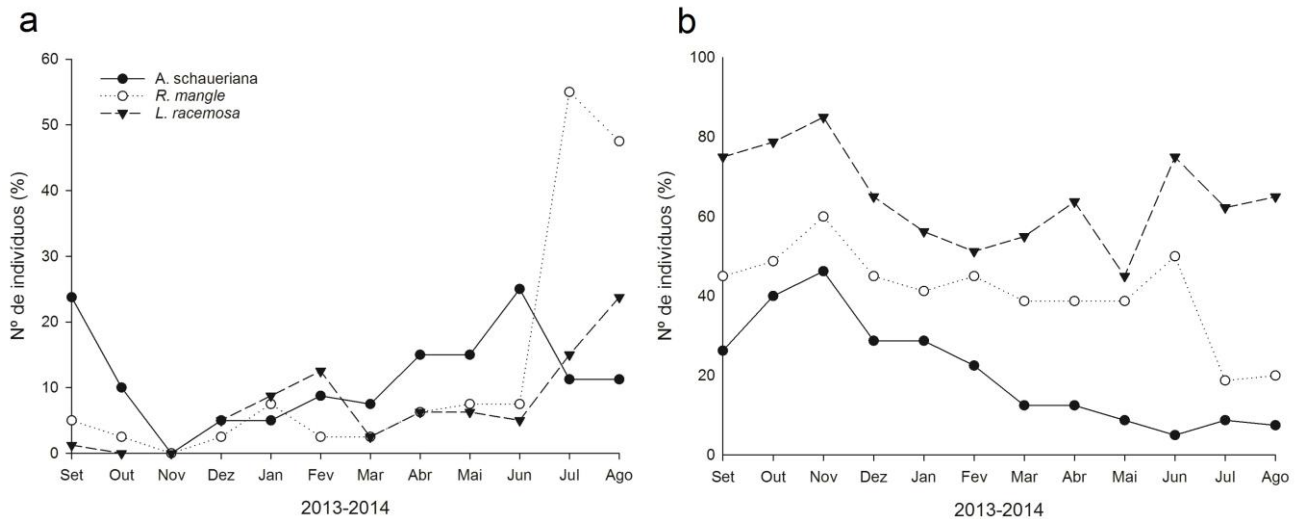 a
60
50
40
30
20
10
0
Nº de indivíduos (%)
A. schaueriana
R. mangle
L. racemosa
Set Out Nov Dez Jan Fev Mar Abr Mai Jun Jul Ago
2013-2014
b
100
80
60
40
20
0
Nº de indivíduos (%)
Set Out Nov Dez Jan Fev Mar Abr Mai Jun Jul Ago
2013-2014